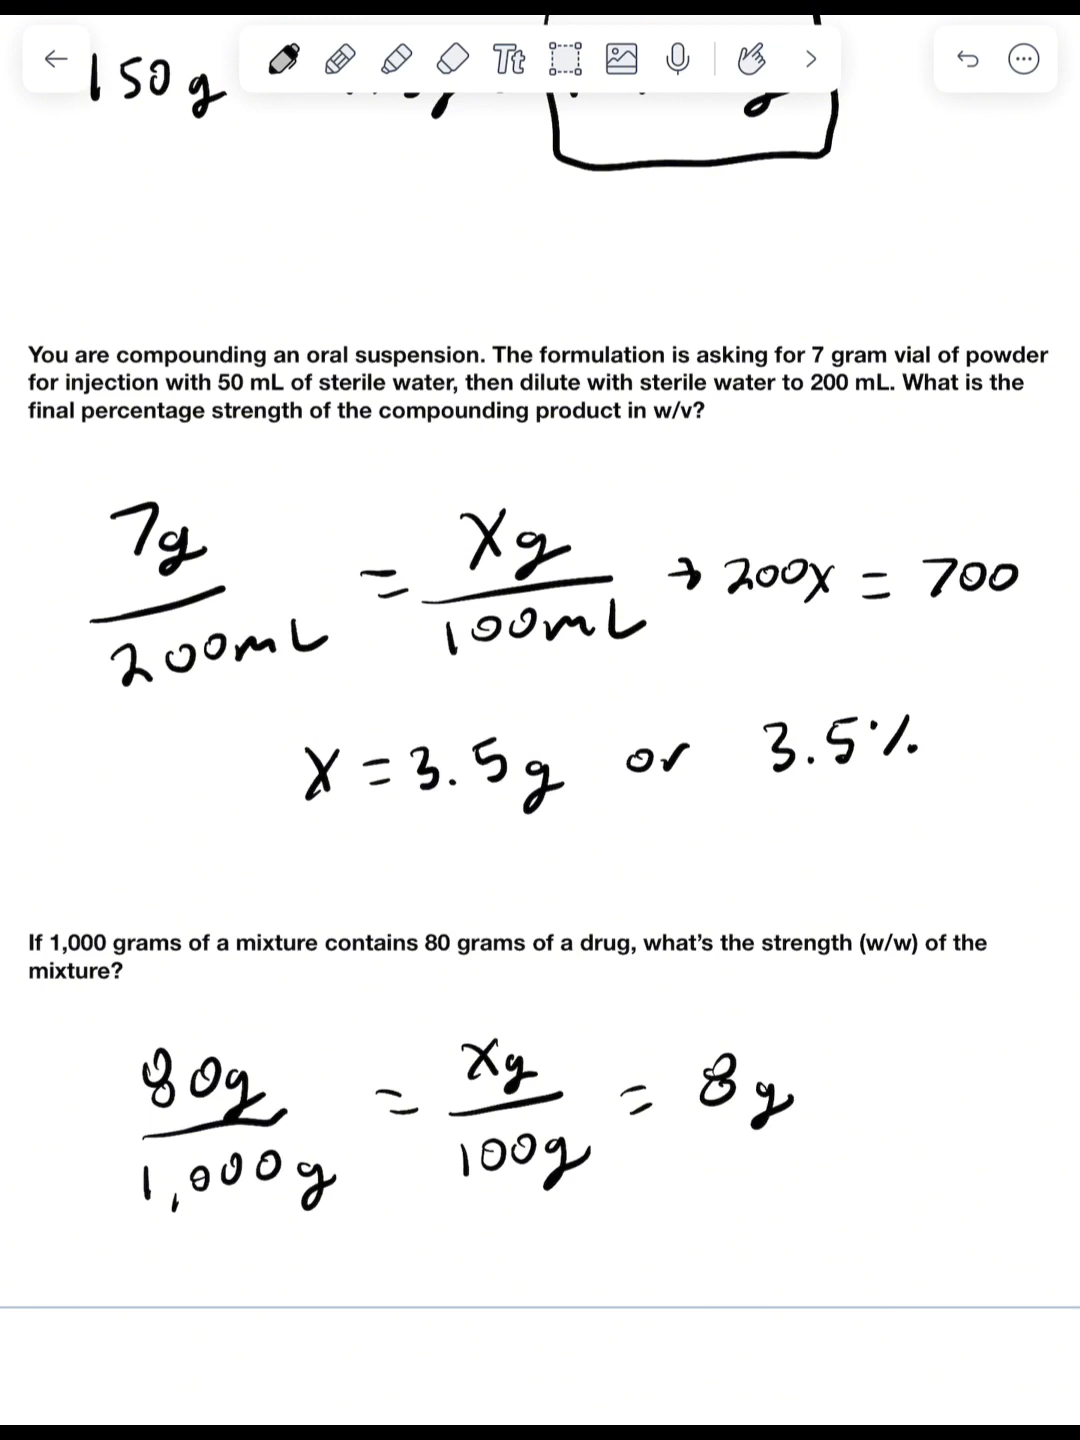 150 g
Tt
You are compounding an oral suspension. The formulation is asking for 7 gram vial of powder
for injection with 50 mL of sterile water, then dilute with sterile water to 200 mL. What is the
final percentage strength of the compounding product in w/v?
7g / 200mL = Xg / 100mL → 200X = 700
X = 3.5g or 3.5%
If 1,000 grams of a mixture contains 80 grams of a drug, what's the strength (w/w) of the
mixture?
80g / 1,000g = Xg / 100g = 8g